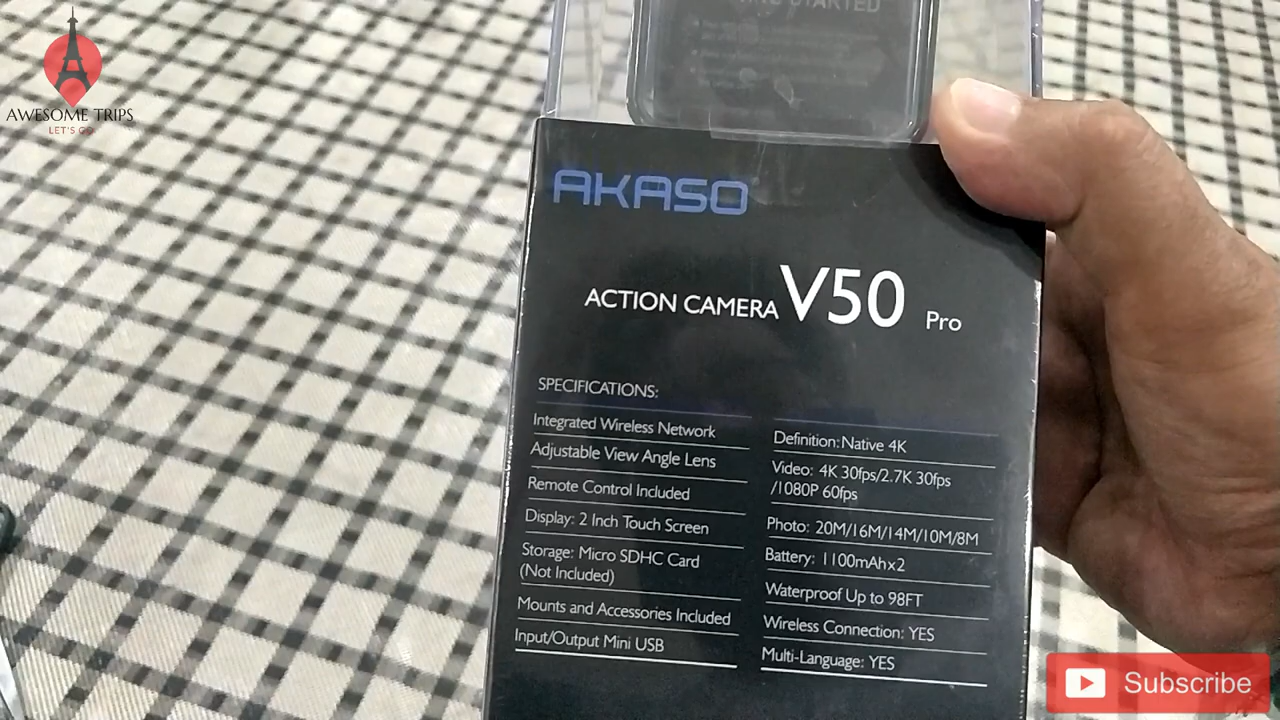 AWESOME TRIPS
LET'S GO
STARTED
AKASO
ACTION CAMERA V50 Pro
SPECIFICATIONS:
Integrated Wireless Network
Adjustable View Angle Lens
Remote Control Included
Display: 2 Inch Touch Screen
Storage: Micro SDHC Card
(Not Included)
Mounts and Accessories Included
Input/Output Mini USB
Definition: Native 4K
Video: 4K 30fps/2.7K 30fps
/1080P 60fps
Photo: 20M/16M/14M/10M/8M
Battery: 1100mAhx2
Waterproof Up to 98FT
Wireless Connection: YES
Multi-Language: YES
Subscribe